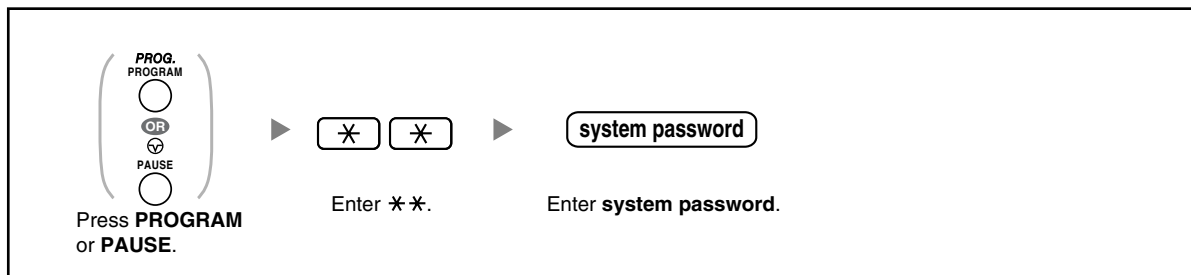 PROG.
PROGRAM
OR
PAUSE
Press PROGRAM
or PAUSE.
* *
Enter **.
system password
Enter system password.